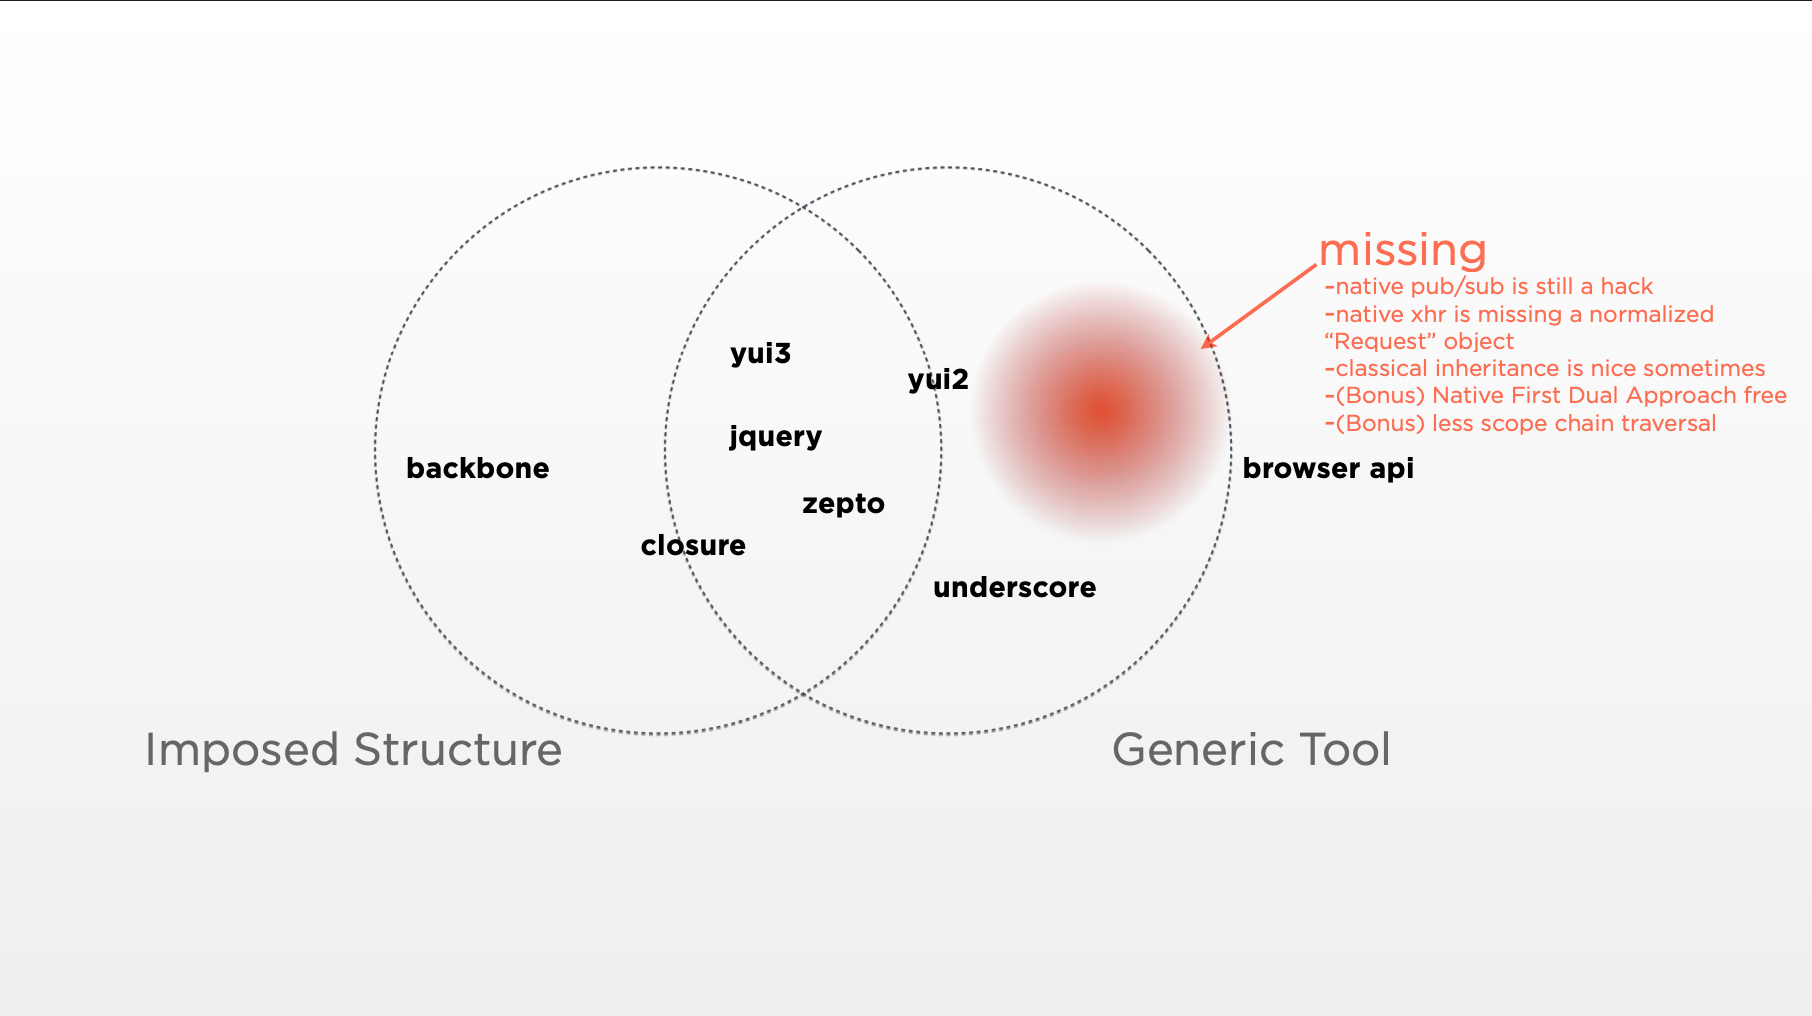 missing
-native pub/sub is still a hack
-native xhr is missing a normalized
“Request” object
-classical inheritance is nice sometimes
-(Bonus) Native First Dual Approach free
-(Bonus) less scope chain traversal
yui3
yui2
jquery
backbone
browser api
zepto
closure
underscore
Imposed Structure
Generic Tool